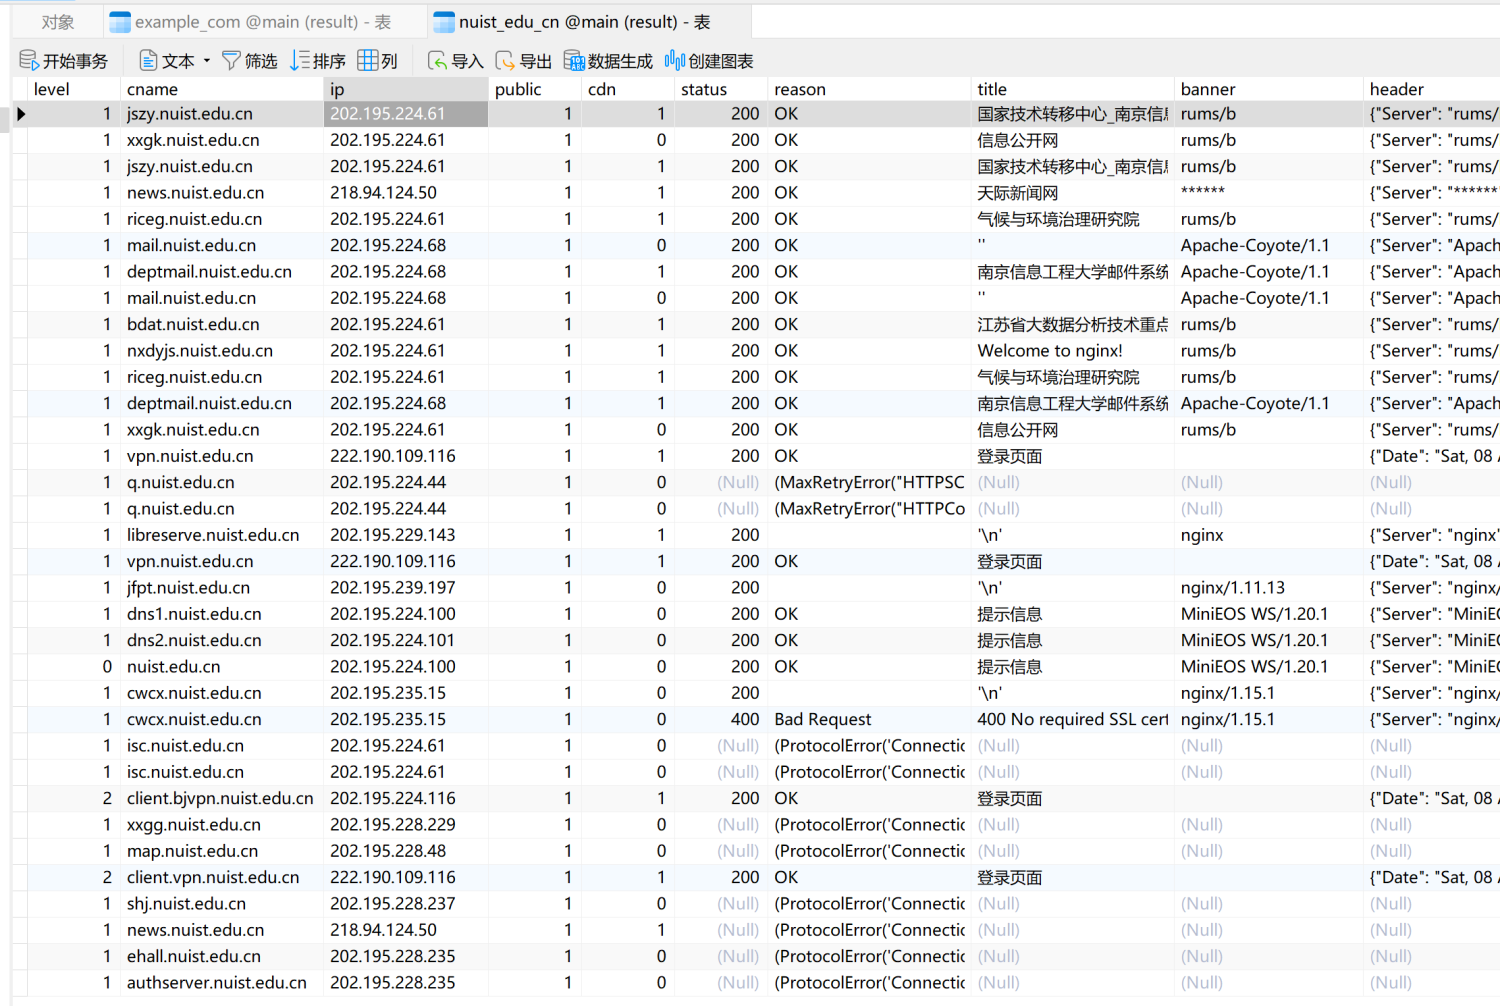 对象 example_com @main (result) - 表 nuist_edu_cn @main (result) - 表
开始事务 文本 筛选 排序 列 导入 导出 数据生成 创建图表
level cname ip public cdn status reason title banner header
1 jszy.nuist.edu.cn 202.195.224.61 1 1 200 OK 国家技术转移中心_南京信息 rums/b {"Server": "rums/
1 xxgk.nuist.edu.cn 202.195.224.61 1 0 200 OK 信息公开网 rums/b {"Server": "rums/
1 jszy.nuist.edu.cn 202.195.224.61 1 1 200 OK 国家技术转移中心_南京信息 rums/b {"Server": "rums/
1 news.nuist.edu.cn 218.94.124.50 1 1 200 OK 天际新闻网 ****** {"Server": "******"
1 riceg.nuist.edu.cn 202.195.224.61 1 1 200 OK 气候与环境治理研究院 rums/b {"Server": "rums/
1 mail.nuist.edu.cn 202.195.224.68 1 0 200 OK '' Apache-Coyote/1.1 {"Server": "Apach
1 deptmail.nuist.edu.cn 202.195.224.68 1 1 200 OK 南京信息工程大学邮件系统 Apache-Coyote/1.1 {"Server": "Apach
1 mail.nuist.edu.cn 202.195.224.68 1 0 200 OK '' Apache-Coyote/1.1 {"Server": "Apach
1 bdat.nuist.edu.cn 202.195.224.61 1 1 200 OK 江苏省大数据分析技术重点 rums/b {"Server": "rums/
1 nxdyjs.nuist.edu.cn 202.195.224.61 1 1 200 OK Welcome to nginx! rums/b {"Server": "rums/
1 riceg.nuist.edu.cn 202.195.224.61 1 1 200 OK 气候与环境治理研究院 rums/b {"Server": "rums/
1 deptmail.nuist.edu.cn 202.195.224.68 1 1 200 OK 南京信息工程大学邮件系统 Apache-Coyote/1.1 {"Server": "Apach
1 xxgk.nuist.edu.cn 202.195.224.61 1 0 200 OK 信息公开网 rums/b {"Server": "rums/
1 vpn.nuist.edu.cn 222.190.109.116 1 1 200 OK 登录页面 {"Date": "Sat, 08 A
1 q.nuist.edu.cn 202.195.224.44 1 0 (Null) (MaxRetryError("HTTPSC (Null) (Null) (Null)
1 q.nuist.edu.cn 202.195.224.44 1 0 (Null) (MaxRetryError("HTTPCo (Null) (Null) (Null)
1 libreserve.nuist.edu.cn 202.195.229.143 1 1 200 '\n' nginx {"Server": "nginx"
1 vpn.nuist.edu.cn 222.190.109.116 1 1 200 OK 登录页面 {"Date": "Sat, 08 A
1 jfpt.nuist.edu.cn 202.195.239.197 1 0 200 '\n' nginx/1.11.13 {"Server": "nginx/
1 dns1.nuist.edu.cn 202.195.224.100 1 0 200 OK 提示信息 MiniEOS WS/1.20.1 {"Server": "MiniEO
1 dns2.nuist.edu.cn 202.195.224.101 1 0 200 OK 提示信息 MiniEOS WS/1.20.1 {"Server": "MiniEO
0 nuist.edu.cn 202.195.224.100 1 0 200 OK 提示信息 MiniEOS WS/1.20.1 {"Server": "MiniEO
1 cwcx.nuist.edu.cn 202.195.235.15 1 0 200 '\n' nginx/1.15.1 {"Server": "nginx/
1 cwcx.nuist.edu.cn 202.195.235.15 1 0 400 Bad Request 400 No required SSL cert nginx/1.15.1 {"Server": "nginx/
1 isc.nuist.edu.cn 202.195.224.61 1 0 (Null) (ProtocolError('Connectic (Null) (Null) (Null)
1 isc.nuist.edu.cn 202.195.224.61 1 0 (Null) (ProtocolError('Connectic (Null) (Null) (Null)
2 client.bjvpn.nuist.edu.cn 202.195.224.116 1 1 200 OK 登录页面 {"Date": "Sat, 08 A
1 xxgg.nuist.edu.cn 202.195.228.229 1 0 (Null) (ProtocolError('Connectic (Null) (Null) (Null)
1 map.nuist.edu.cn 202.195.228.48 1 0 (Null) (ProtocolError('Connectic (Null) (Null) (Null)
2 client.vpn.nuist.edu.cn 222.190.109.116 1 1 200 OK 登录页面 {"Date": "Sat, 08 A
1 shj.nuist.edu.cn 202.195.228.237 1 0 (Null) (ProtocolError('Connectic (Null) (Null) (Null)
1 news.nuist.edu.cn 218.94.124.50 1 1 (Null) (ProtocolError('Connectic (Null) (Null) (Null)
1 ehall.nuist.edu.cn 202.195.228.235 1 0 (Null) (ProtocolError('Connectic (Null) (Null) (Null)
1 authserver.nuist.edu.cn 202.195.228.235 1 0 (Null) (ProtocolError('Connectic (Null) (Null) (Null)